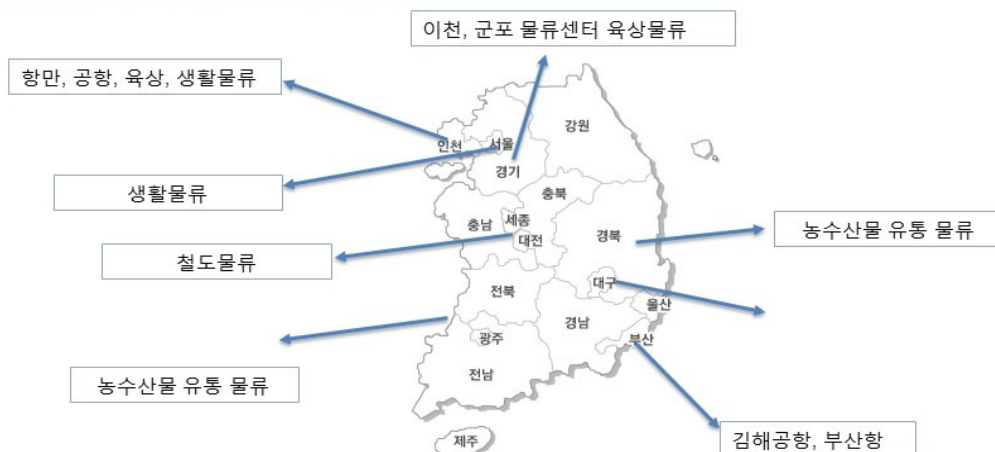 이천, 군포 물류센터 육상물류
항만, 공항, 육상, 생활물류
강원
인천
서울
경기
생활물류
충북
충남
세종
대전
경북
농수산물 유통 물류
철도물류
전북
대구
울산
경남
광주
부산
전남
농수산물 유통 물류
제주
김해공항, 부산항